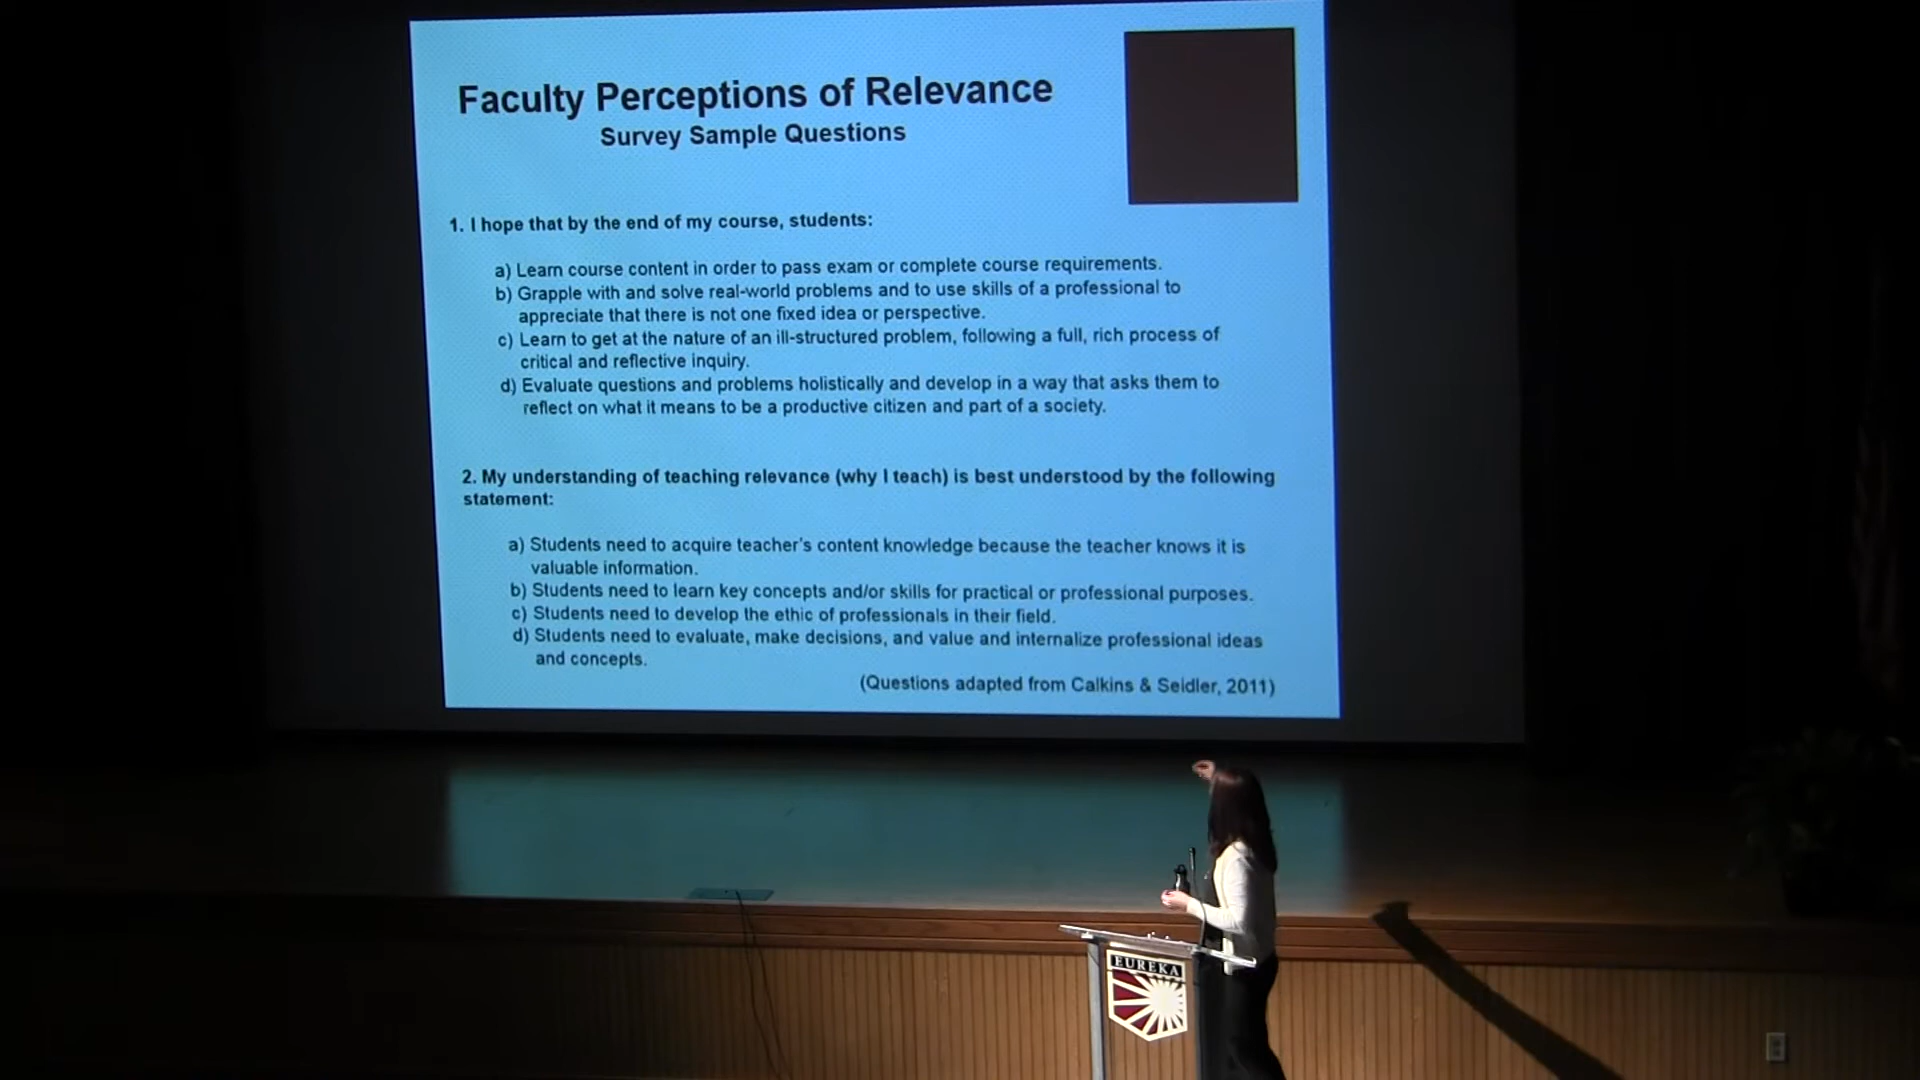 Faculty Perceptions of Relevance
Survey Sample Questions
1. I hope that by the end of my course, students:
a) Learn course content in order to pass exam or complete course requirements.
b) Grapple with and solve real-world problems and to use skills of a professional to
appreciate that there is not one fixed idea or perspective.
c) Learn to get at the nature of an ill-structured problem, following a full, rich process of
critical and reflective inquiry.
d) Evaluate questions and problems holistically and develop in a way that asks them to
reflect on what it means to be a productive citizen and part of a society.
2. My understanding of teaching relevance (why I teach) is best understood by the following
statement:
a) Students need to acquire teacher's content knowledge because the teacher knows it is
valuable information.
b) Students need to learn key concepts and/or skills for practical or professional purposes.
c) Students need to develop the ethic of professionals in their field.
d) Students need to evaluate, make decisions, and value and internalize professional ideas
and concepts.
(Questions adapted from Calkins & Seidler, 2011)
EUREKA